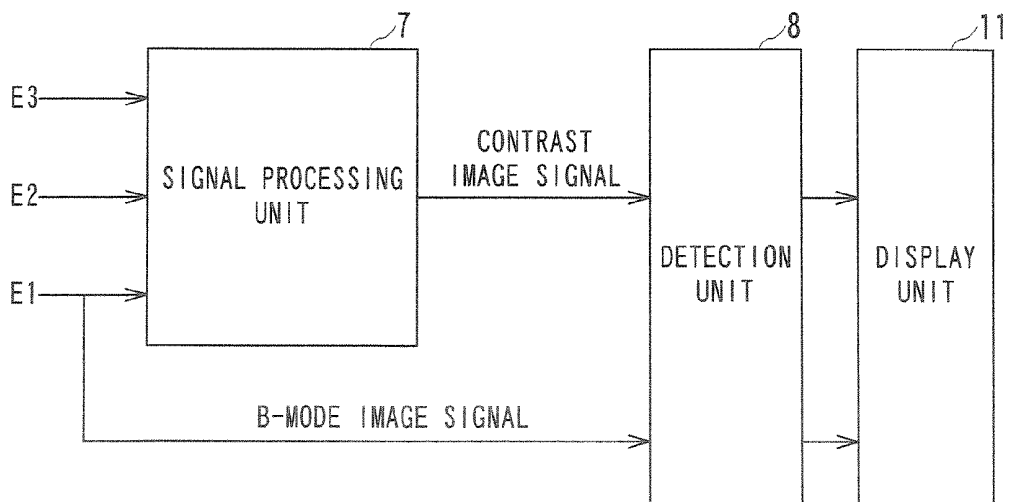 7
8
11
E3
E2
E1
SIGNAL PROCESSING
UNIT
CONTRAST
IMAGE SIGNAL
DETECTION
UNIT
DISPLAY
UNIT
B-MODE IMAGE SIGNAL